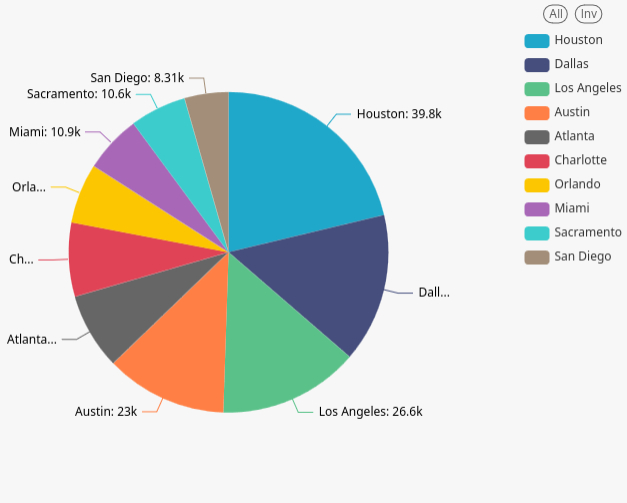 All Inv
Houston
Dallas
Los Angeles
Austin
Atlanta
Charlotte
Orlando
Miami
Sacramento
San Diego
San Diego: 8.31k
Sacramento: 10.6k
Houston: 39.8k
Miami: 10.9k
Orla...
Ch...
Dall...
Atlanta...
Austin: 23k
Los Angeles: 26.6k